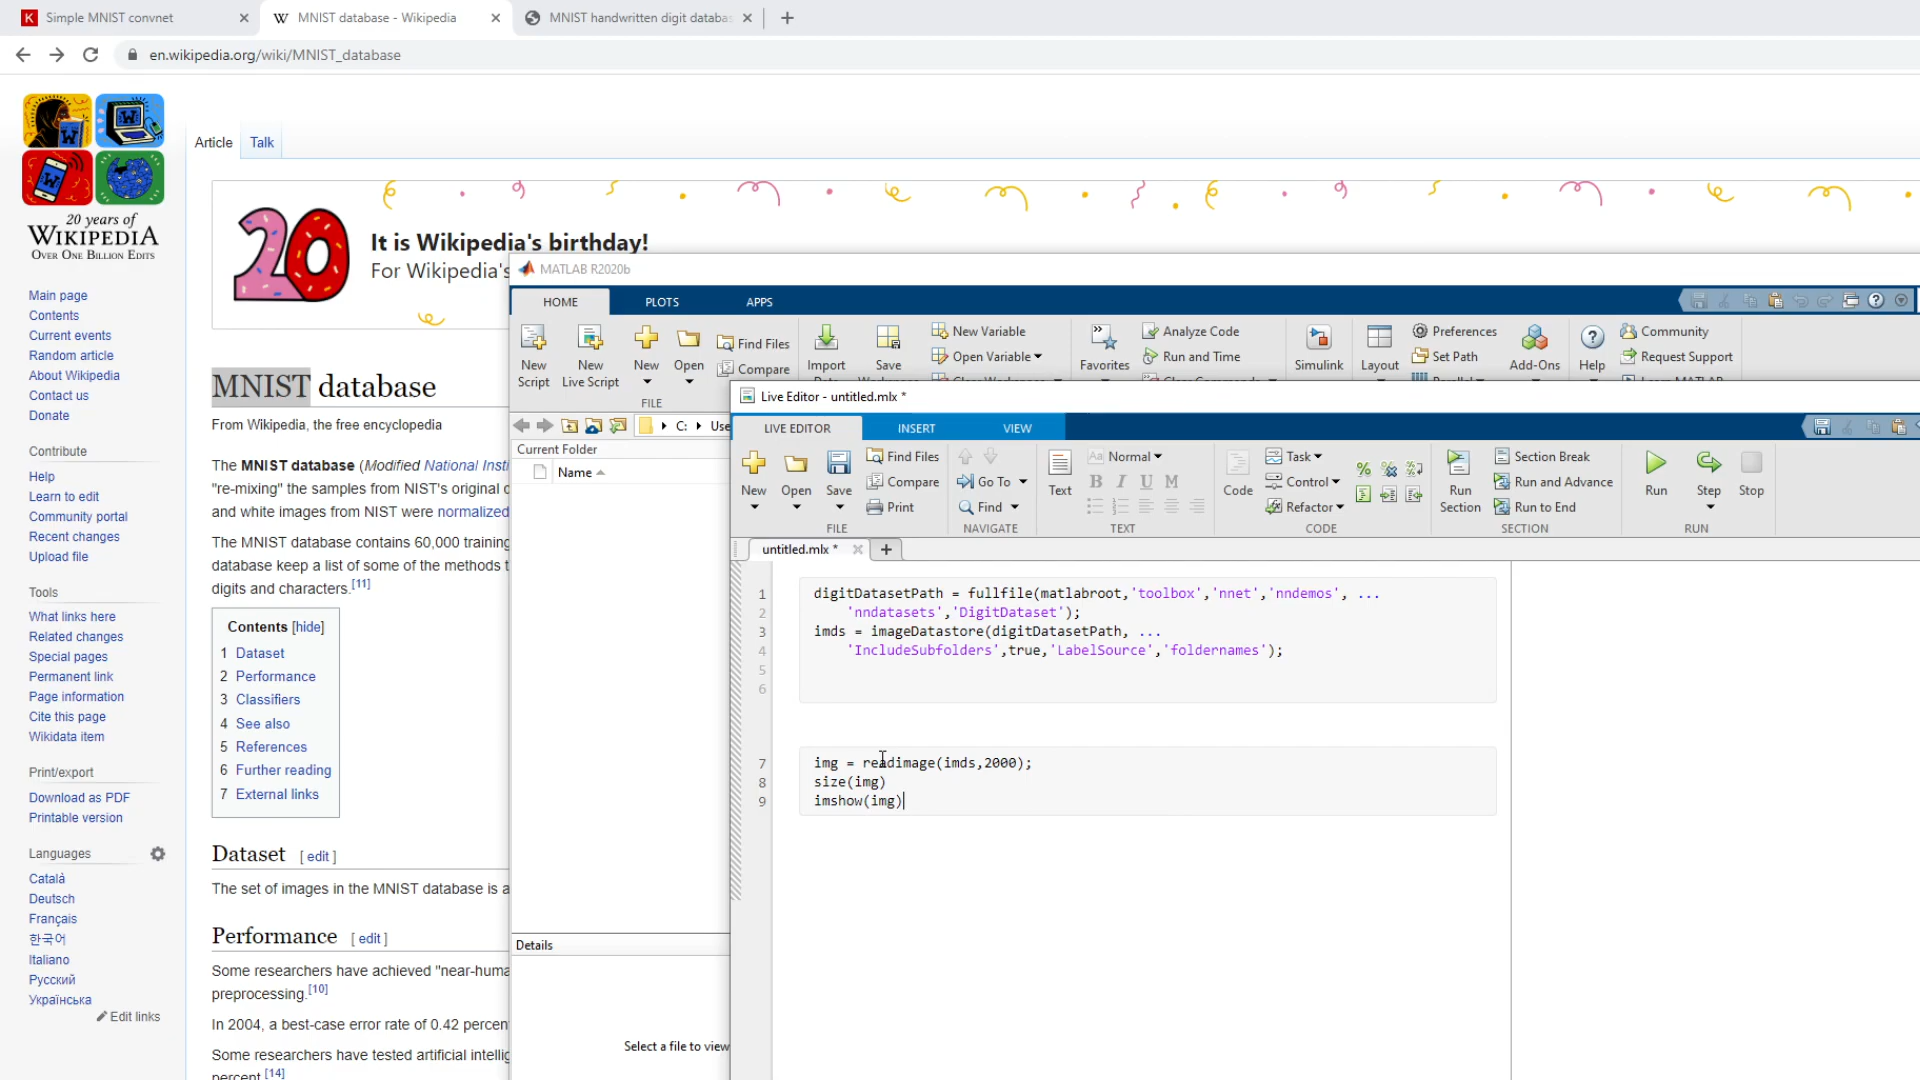 Simple MNIST convnet
MNIST database - Wikipedia
MNIST handwritten digit databa
en.wikipedia.org/wiki/MNIST_database
20 years of
WIKIPEDIA
OVER ONE BILLION EDITS
Main page
Contents
Current events
Random article
About Wikipedia
Contact us
Donate
Contribute
Help
Learn to edit
Community portal
Recent changes
Upload file
Tools
What links here
Related changes
Special pages
Permanent link
Page information
Cite this page
Wikidata item
Print/export
Download as PDF
Printable version
Languages
Català
Deutsch
Français
한국어
Italiano
Русский
Українська
Edit links
Article Talk
20
It is Wikipedia's birthday!
For Wikipedia's
MNIST database
From Wikipedia, the free encyclopedia
The MNIST database (Modified National Insti
"re-mixing" the samples from NIST's original
and white images from NIST were normalized
The MNIST database contains 60,000 training
database keep a list of some of the methods
digits and characters.[11]
Contents [hide]
1 Dataset
2 Performance
3 Classifiers
4 See also
5 References
6 Further reading
7 External links
Dataset [ edit ]
The set of images in the MNIST database is a
Performance [ edit ]
Some researchers have achieved "near-huma
preprocessing.[10]
In 2004, a best-case error rate of 0.42 percen
Some researchers have tested artificial intellig
percent.[14]
MATLAB R2020b
HOME PLOTS APPS
New Script
New Live Script
New
Open
Find Files
Compare
Import
Save
New Variable
Open Variable
Favorites
Analyze Code
Run and Time
Simulink
Layout
Preferences
Set Path
Add-Ons
Help
Community
Request Support
Learn MATLAB
FILE
C: Use
Current Folder
Name
Details
Select a file to view
Live Editor - untitled.mlx *
LIVE EDITOR INSERT VIEW
New
Open
Save
Find Files
Compare
Print
Go To
Find
Text
Normal
B I U M
Code
Task
Control
Refactor
Run Section
Section Break
Run and Advance
Run to End
Run
Step
Stop
FILE NAVIGATE TEXT CODE SECTION RUN
untitled.mlx *
1 digitDatasetPath = fullfile(matlabroot,'toolbox','nnet','nndemos', ...
2 'nndatasets','DigitDataset');
3 imds = imageDatastore(digitDatasetPath, ...
4 'IncludeSubfolders',true,'LabelSource','foldernames');
5
6
7 img = readimage(imds,2000);
8 size(img)
9 imshow(img)